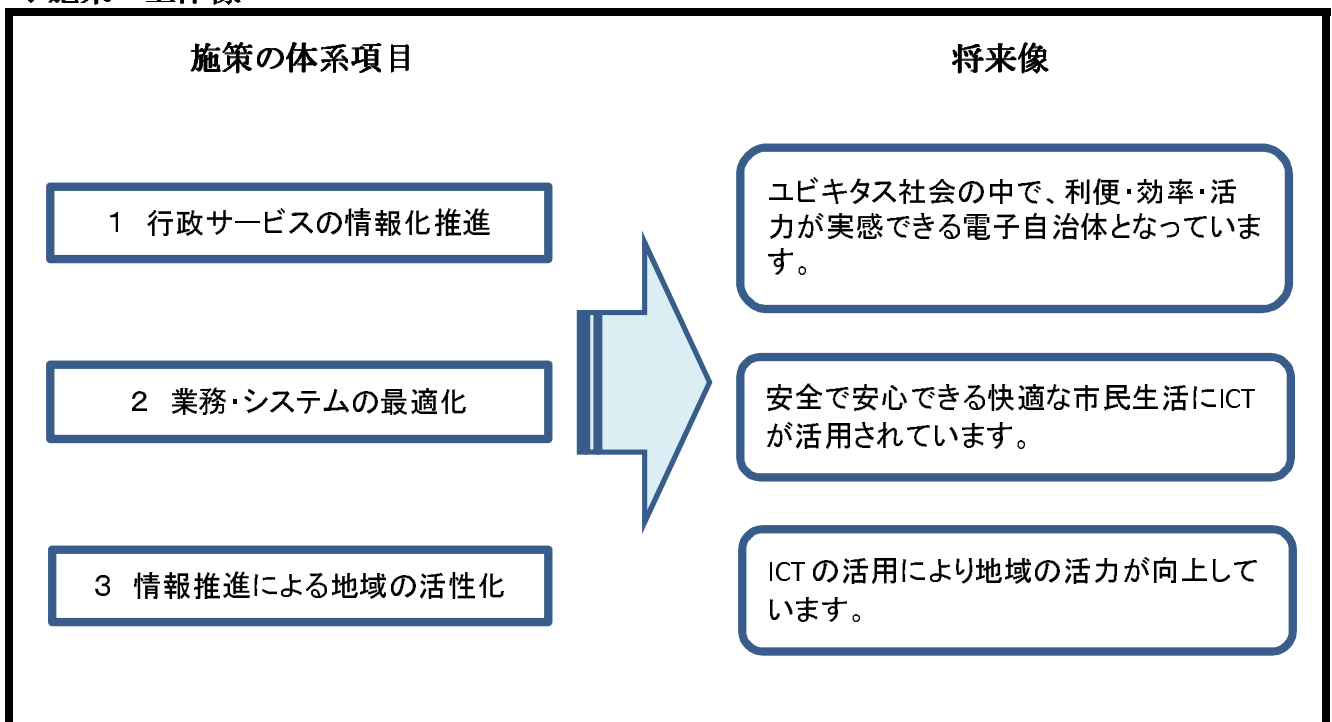 施策の体系項目
将来像
1 行政サービスの情報化推進
2 業務・システムの最適化
3 情報推進による地域の活性化
ユビキタス社会の中で、利便・効率・活
力が実感できる電子自治体となっていま
す。
安全で安心できる快適な市民生活にICT
が活用されています。
ICT の活用により地域の活力が向上して
います。